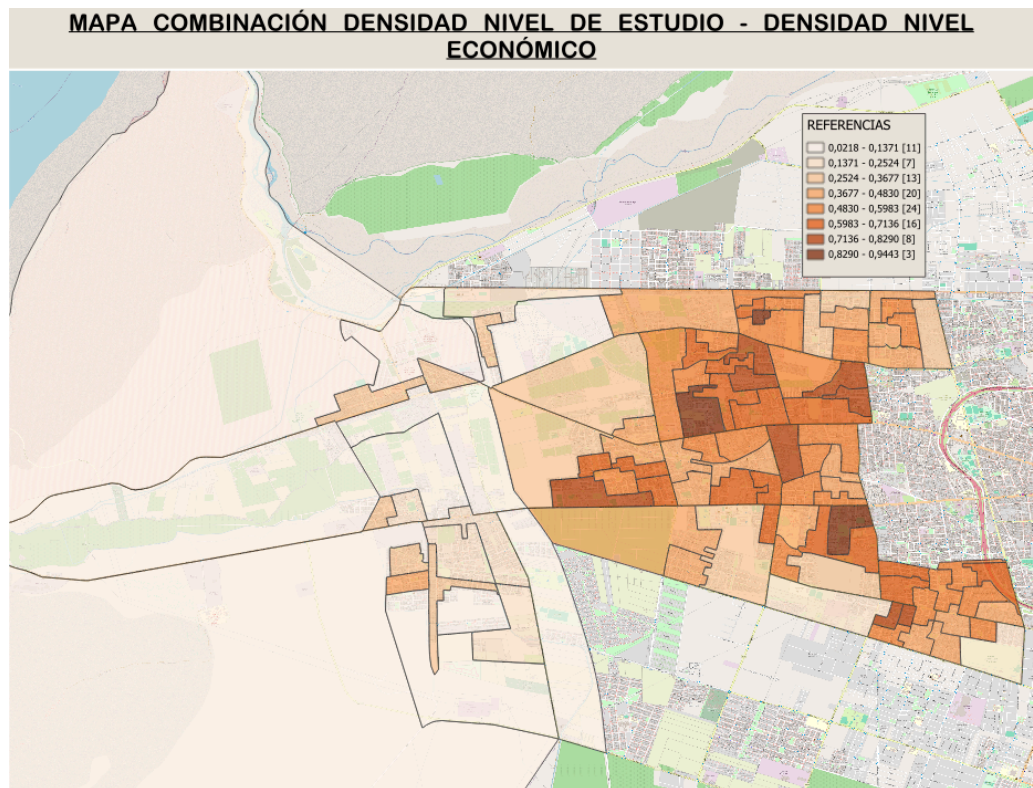 MAPA COMBINACIÓN DENSIDAD NIVEL DE ESTUDIO - DENSIDAD NIVEL
ECONÓMICO
REFERENCIAS
0,0218 - 0,1371 [11]
0,1371 - 0,2524 [7]
0,2524 - 0,3677 [13]
0,3677 - 0,4830 [20]
0,4830 - 0,5983 [24]
0,5983 - 0,7136 [16]
0,7136 - 0,8290 [8]
0,8290 - 0,9443 [3]